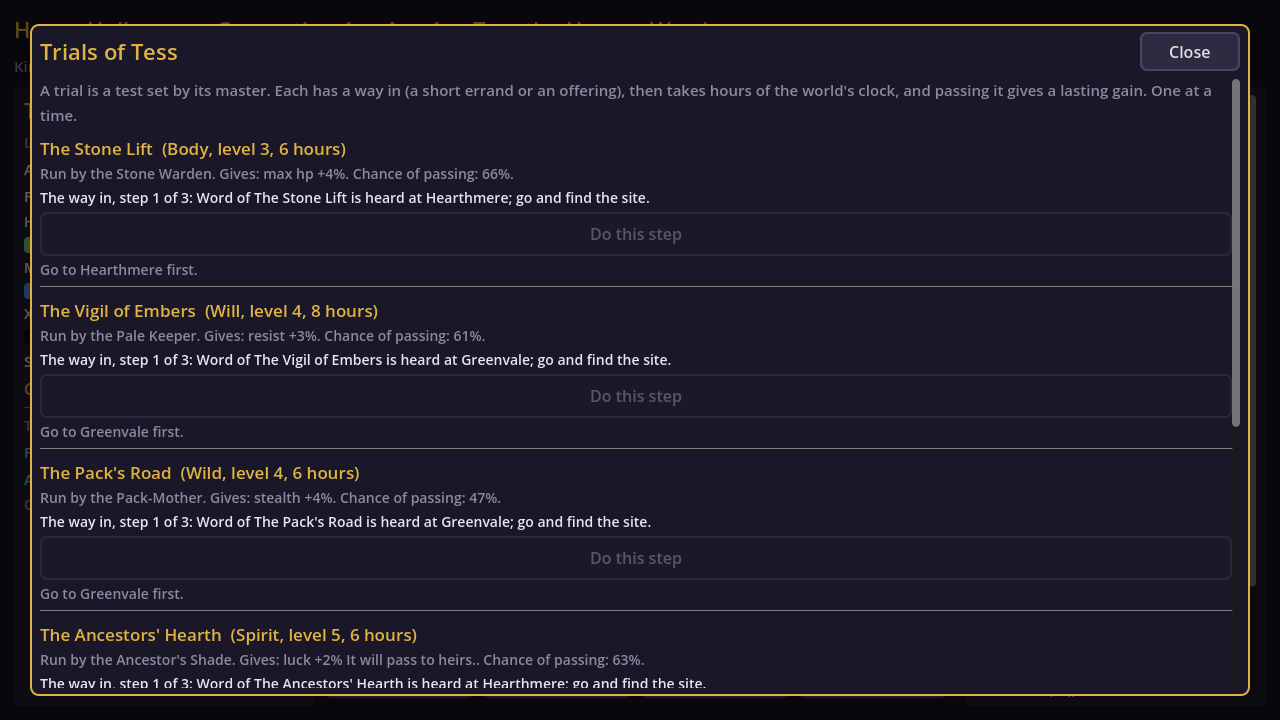 Trials of Tess
Close
A trial is a test set by its master. Each has a way in (a short errand or an offering), then takes hours of the world's clock, and passing it gives a lasting gain. One at a
time.
The Stone Lift (Body, level 3, 6 hours)
Run by the Stone Warden. Gives: max hp +4%. Chance of passing: 66%.
The way in, step 1 of 3: Word of The Stone Lift is heard at Hearthmere; go and find the site.
Do this step
Go to Hearthmere first.
The Vigil of Embers (Will, level 4, 8 hours)
Run by the Pale Keeper. Gives: resist +3%. Chance of passing: 61%.
The way in, step 1 of 3: Word of The Vigil of Embers is heard at Greenvale; go and find the site.
Do this step
Go to Greenvale first.
The Pack's Road (Wild, level 4, 6 hours)
Run by the Pack-Mother. Gives: stealth +4%. Chance of passing: 47%.
The way in, step 1 of 3: Word of The Pack's Road is heard at Greenvale; go and find the site.
Do this step
Go to Greenvale first.
The Ancestors' Hearth (Spirit, level 5, 6 hours)
Run by the Ancestor's Shade. Gives: luck +2% It will pass to heirs.. Chance of passing: 63%.
The way in, step 1 of 3: Word of The Ancestors' Hearth is heard at Hearthmere; go and find the site.